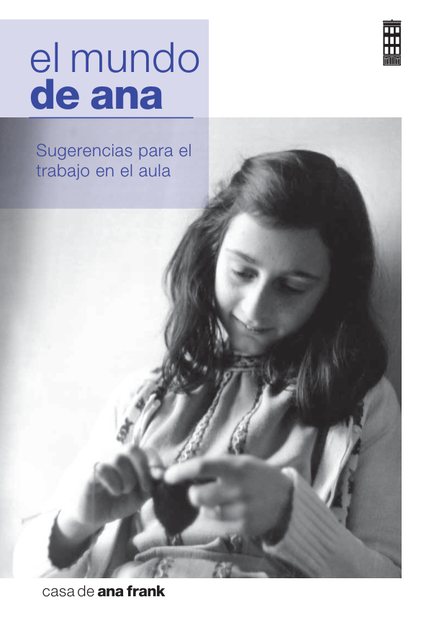 el mundo
de ana
Sugerencias para el
trabajo en el aula
casa de ana frank